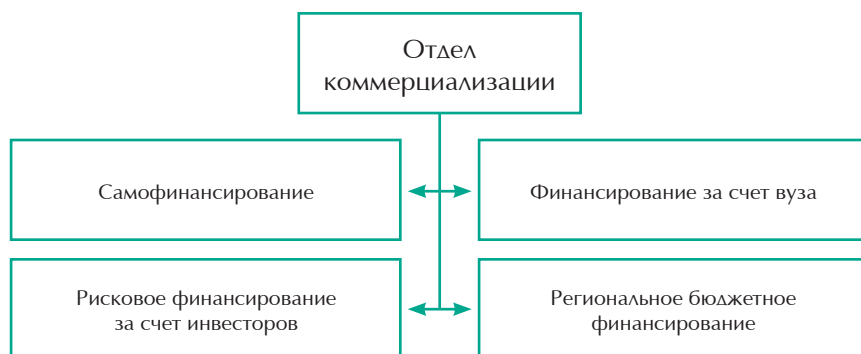 Отдел
коммерциализации
Самофинансирование
Финансирование за счет вуза
Рисковое финансирование
за счет инвесторов
Региональное бюджетное
финансирование